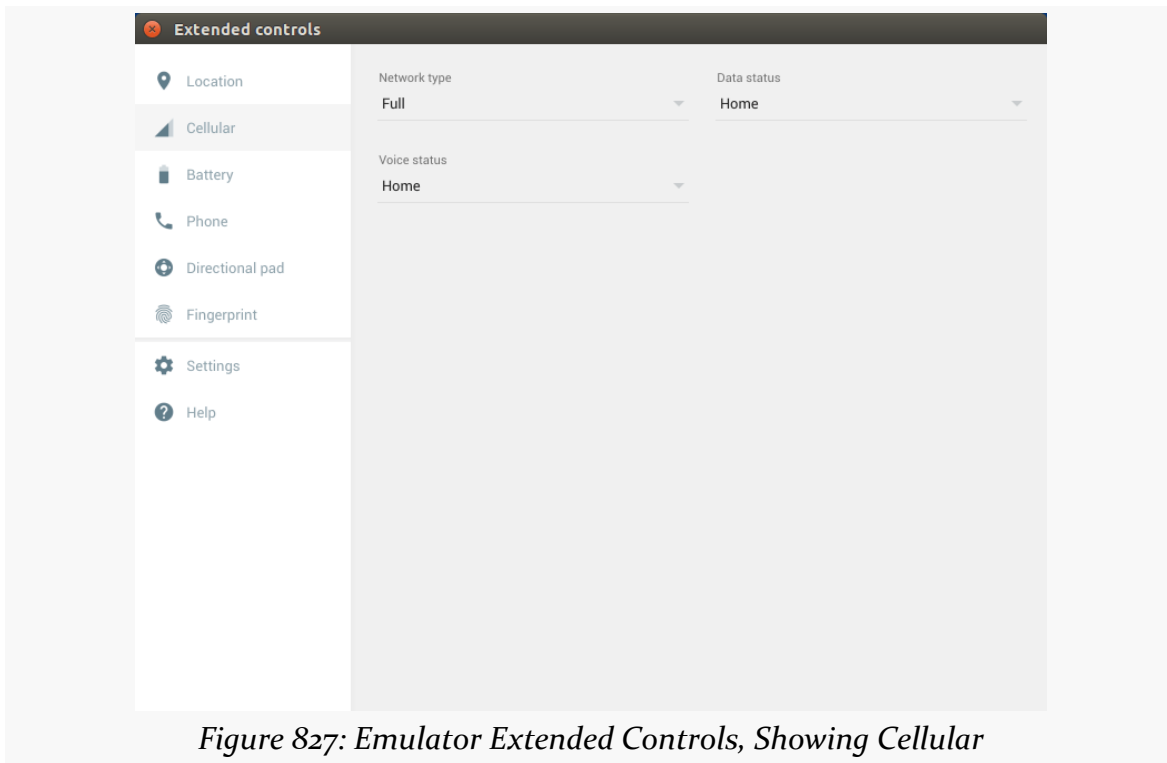 Extended controls
Location
Cellular
Battery
Phone
Directional pad
Fingerprint
Settings
Help
Network type
Full
Data status
Home
Voice status
Home
Figure 827: Emulator Extended Controls, Showing Cellular